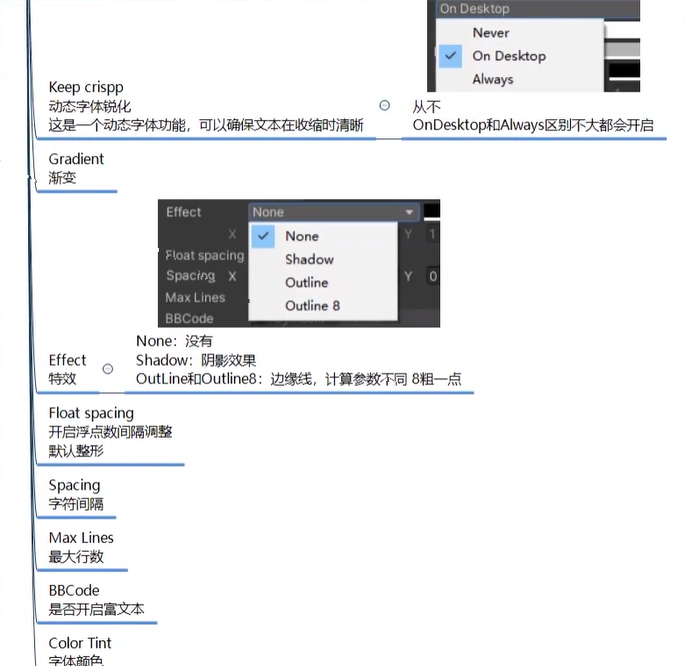 On Desktop
Never
On Desktop
Always
Keep crispp
动态字体锐化
这是一个动态字体功能，可以确保文本在收缩时清晰
从不
OnDesktop和Always区别不大都会开启
Gradient
渐变
Effect None
X None Y 1
Shadow
Float spacing
Spacing X Outline Y 0
Max Lines
Outline 8
BBCode
None：没有
Shadow：阴影效果
OutLine和Outline8：边缘线，计算参数不同 8粗一点
Effect
特效
Float spacing
开启浮点数间隔调整
默认整形
Spacing
字符间隔
Max Lines
最大行数
BBCode
是否开启富文本
Color Tint
字体颜色